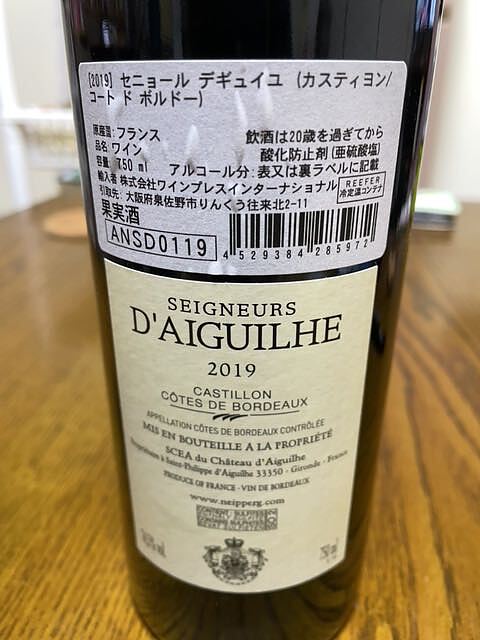 [2019] セニョール デギュイユ (カスティヨン/
コート ド ボルドー)
原産国:フランス
品名:ワイン
容量:750 ml
飲酒は20歳を過ぎてから
酸化防止剤(亜硫酸塩)
アルコール分:表又は裏ラベルに記載
輸入者:株式会社ワインプレスインターナショナル
引取先:大阪府泉佐野市りんくう往来北2-11
REEFER
冷定温コンテナ
果実酒
ANSD0119
4 529384 285972
SEIGNEURS
D'AIGUILHE
2019
CASTILLON
CÔTES DE BORDEAUX
APPELLATION CÔTES DE BORDEAUX CONTRÔLÉE
MIS EN BOUTEILLE A LA PROPRIÉTÉ
SCEA du Château d'Aiguilhe
Propriétaire à Saint-Philippe d'Aiguilhe 33350 - Gironde - France
PRODUCE OF FRANCE - VIN DE BORDEAUX
www.neipperg.com